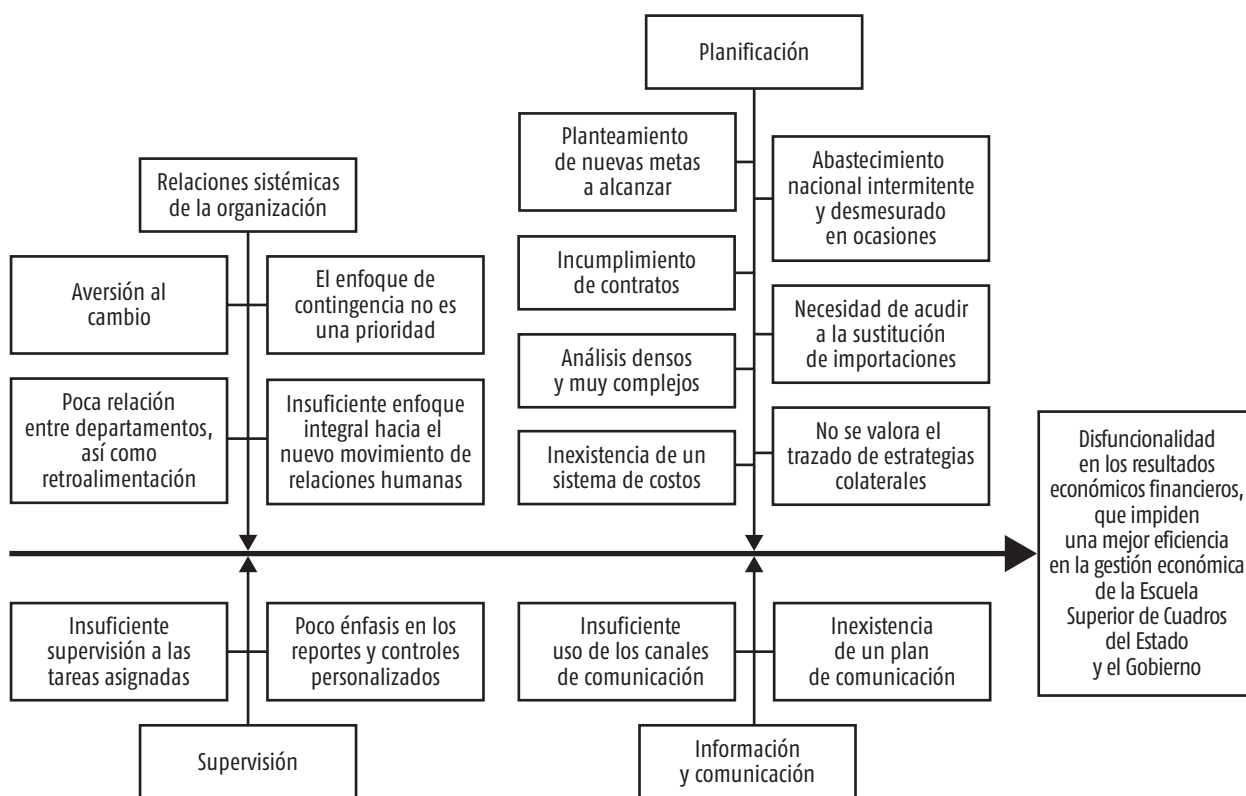 Planificación
Planteamiento
de nuevas metas
a alcanzar
Abastecimiento
nacional intermitente
y desmesurado
en ocasiones
Relaciones sistémicas
de la organización
Incumplimiento
de contratos
Aversión al
cambio
El enfoque de
contingencia no es
una prioridad
Necesidad de acudir
a la sustitución
de importaciones
Análisis densos
y muy complejos
Poca relación
entre departamentos,
así como
retroalimentación
Insuficiente enfoque
integral hacia el
nuevo movimiento de
relaciones humanas
Inexistencia de un
sistema de costos
No se valora el
trazado de estrategias
colaterales
Disfuncionalidad
en los resultados
económicos financieros,
que impiden
una mejor eficiencia
en la gestión económica
de la Escuela
Superior de Cuadros
del Estado
y el Gobierno
Insuficiente
supervisión a las
tareas asignadas
Poco énfasis en los
reportes y controles
personalizados
Insuficiente
uso de los canales
de comunicación
Inexistencia
de un plan
de comunicación
Supervisión
Información
y comunicación